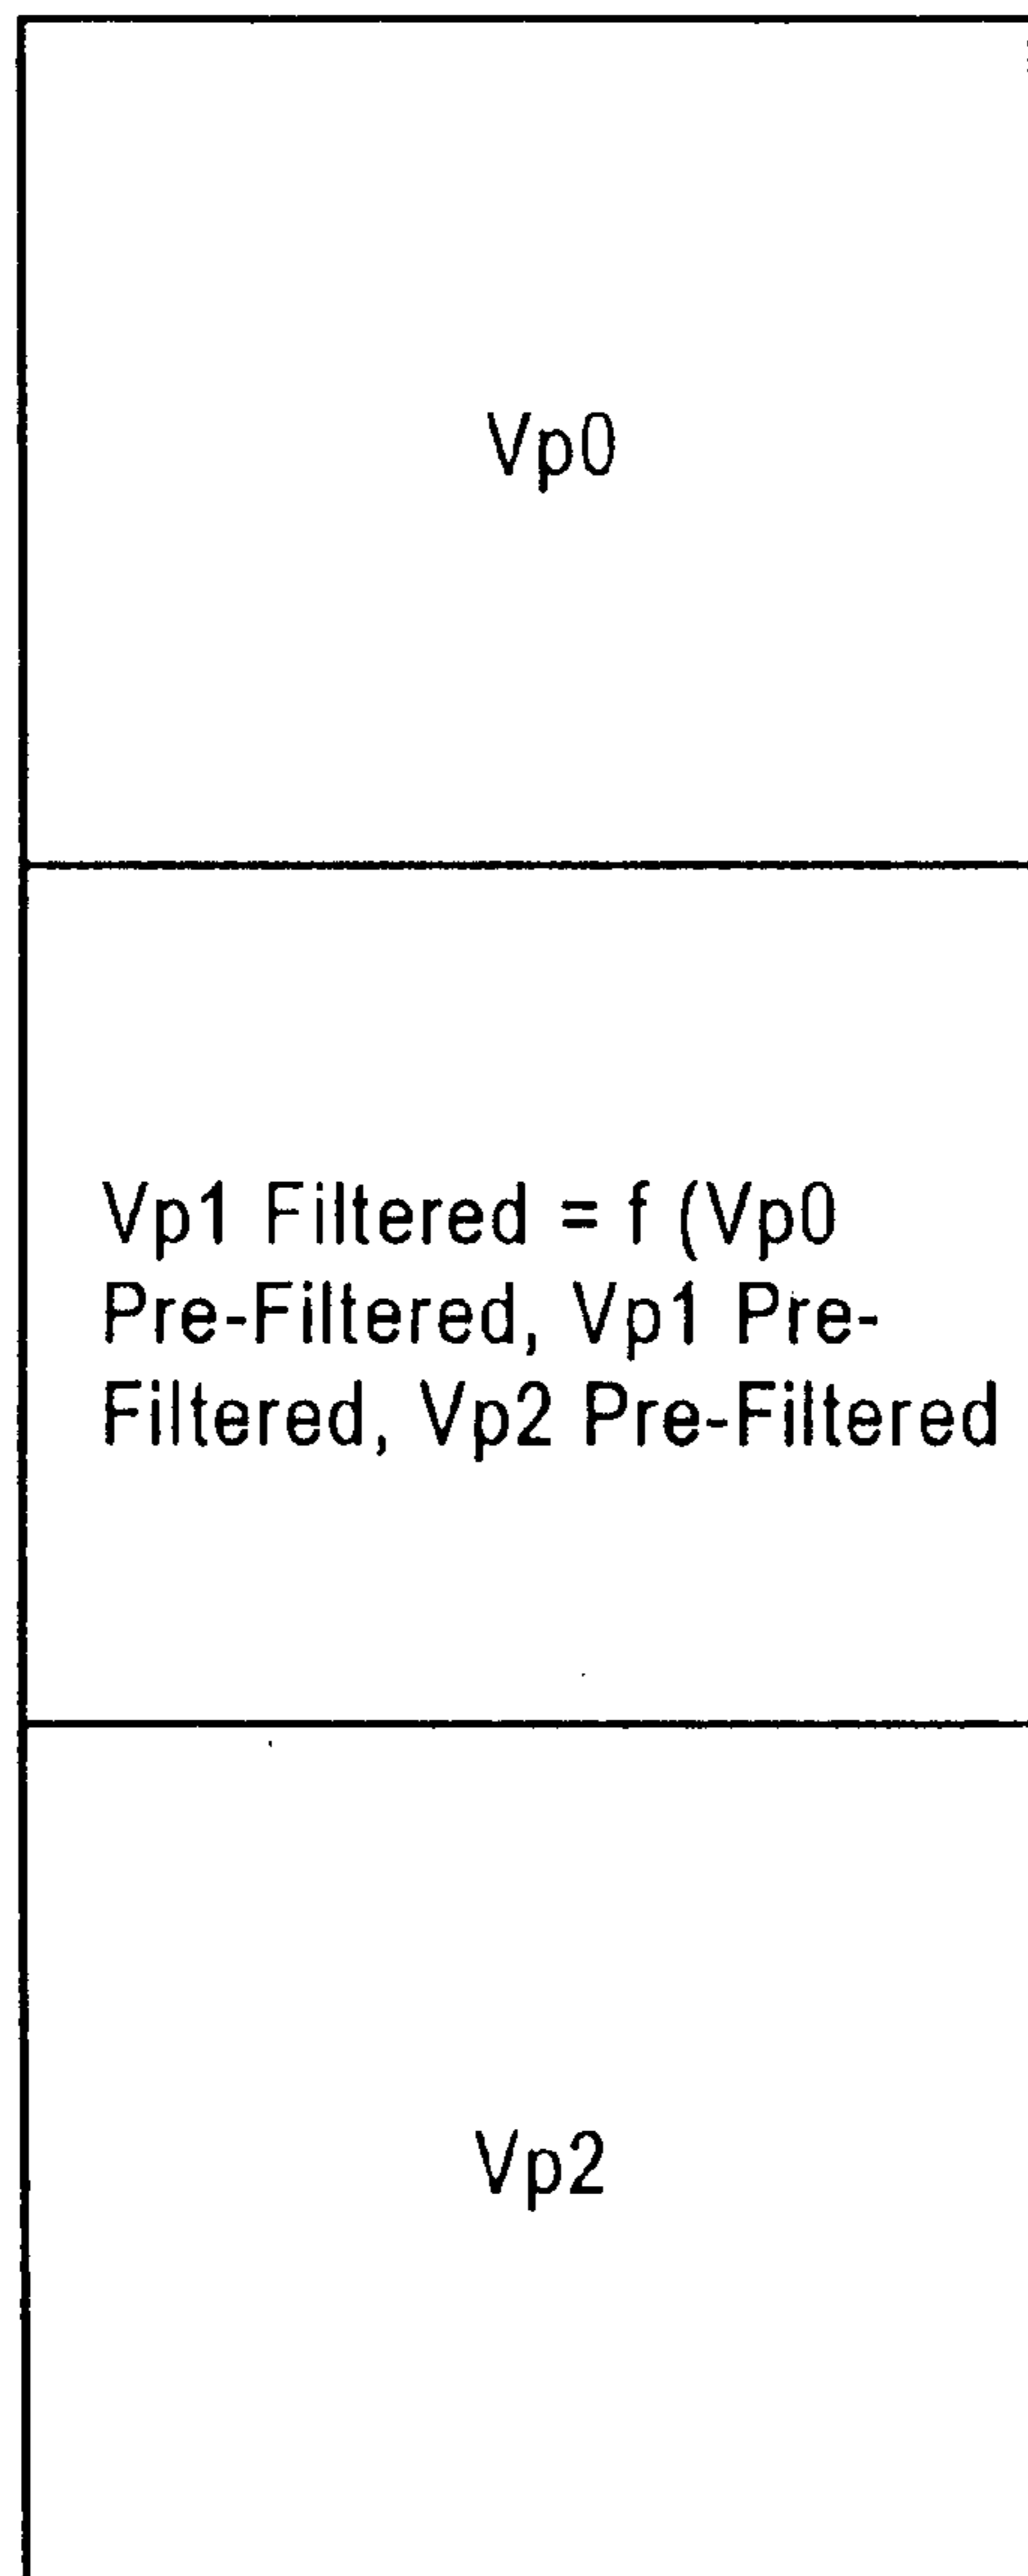 Vp0
Vp1 Filtered = f (Vp0
Pre-Filtered, Vp1 Pre-
Filtered, Vp2 Pre-Filtered
Vp2